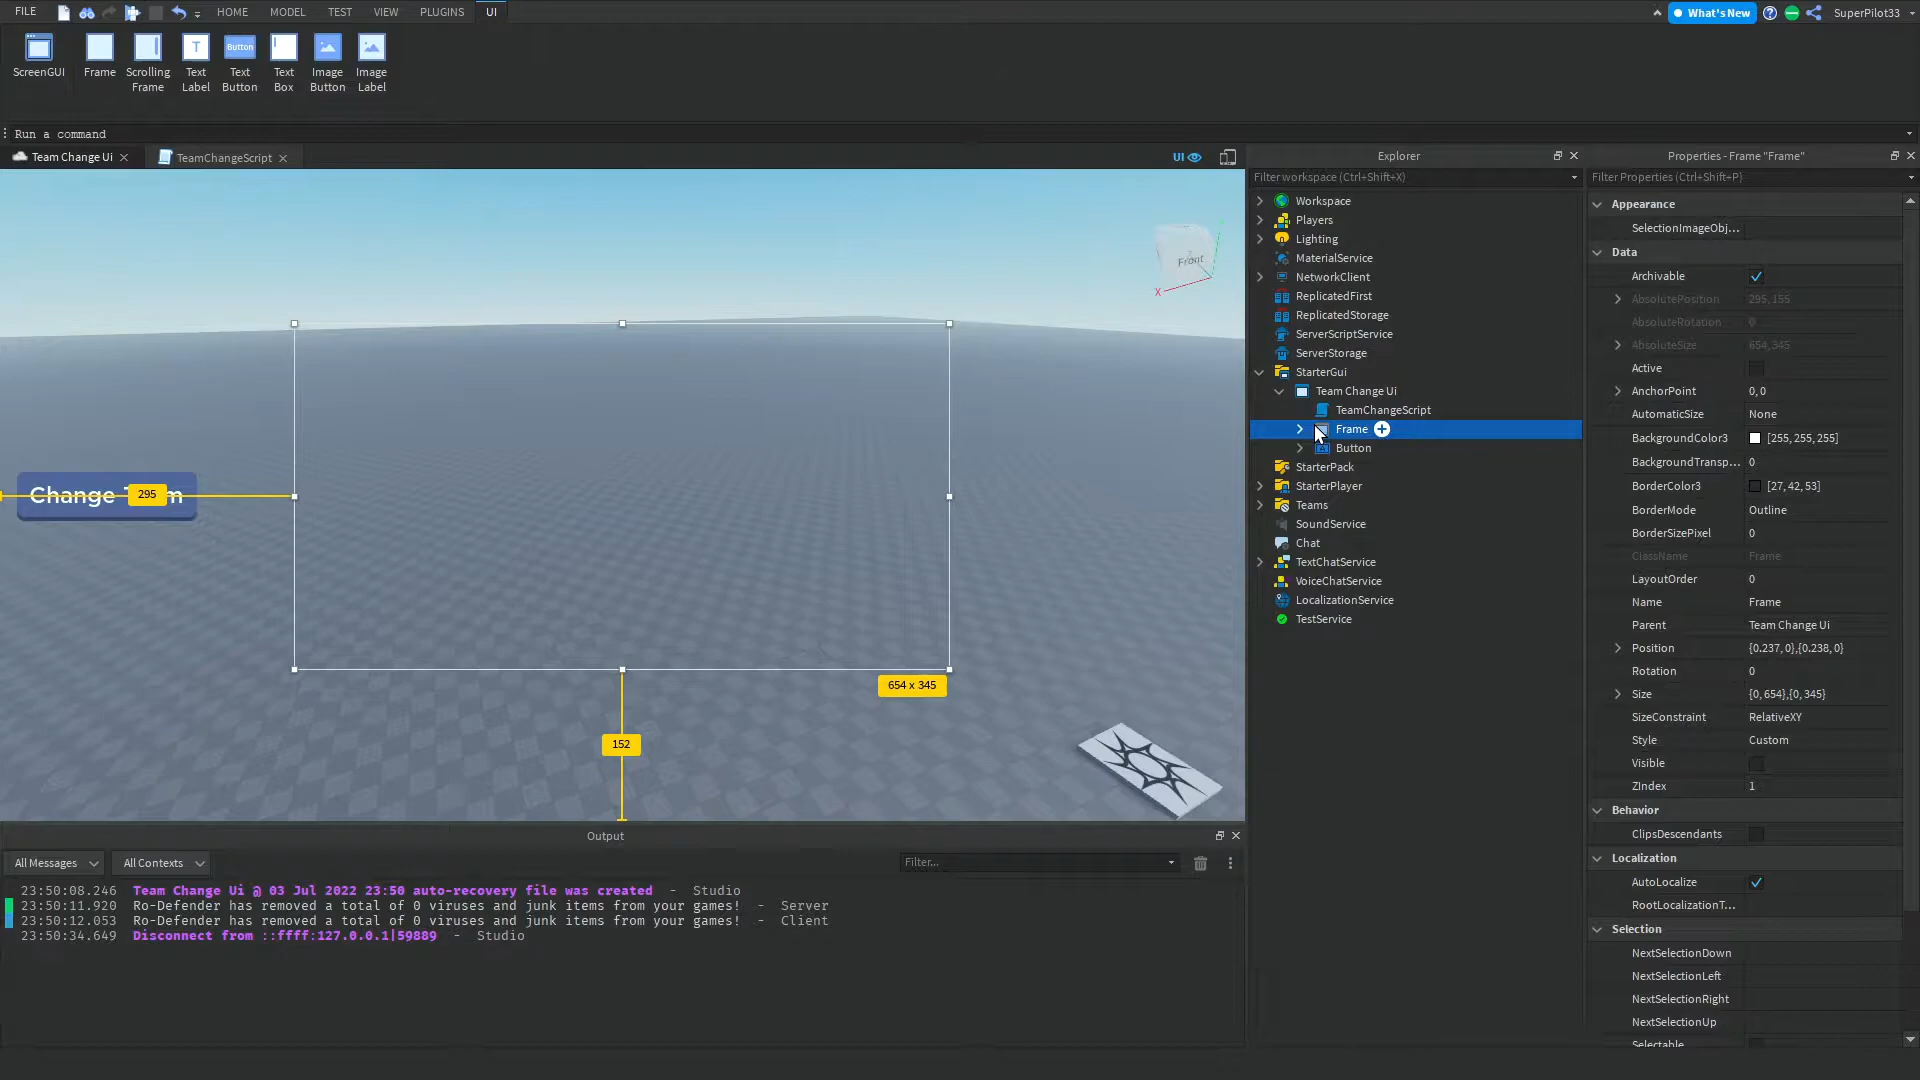 FILE HOME MODEL TEST VIEW PLUGINS UI What's New SuperPilot33
ScreenGUI Frame Scrolling Frame Text Label Text Button Button Text Box Image Button Image Label
Run a command
Team Change Ui TeamChangeScript UI
Front
X
Change
295
654 x 345
152
Explorer
Filter workspace (Ctrl+Shift+X)
Workspace
Players
Lighting
MaterialService
NetworkClient
ReplicatedFirst
ReplicatedStorage
ServerScriptService
ServerStorage
StarterGui
Team Change Ui
TeamChangeScript
Frame
Button
StarterPack
StarterPlayer
Teams
SoundService
Chat
TextChatService
VoiceChatService
LocalizationService
TestService
Properties - Frame "Frame"
Filter Properties (Ctrl+Shift+P)
Appearance
SelectionImageObj...
Data
Archivable
AbsolutePosition 295, 155
AbsoluteRotation 0
AbsoluteSize 654, 345
Active
AnchorPoint 0, 0
AutomaticSize None
BackgroundColor3 [255, 255, 255]
BackgroundTransp... 0
BorderColor3 [27, 42, 53]
BorderMode Outline
BorderSizePixel 0
ClassName Frame
LayoutOrder 0
Name Frame
Parent Team Change Ui
Position {0.237, 0},{0.238, 0}
Rotation 0
Size {0, 654},{0, 345}
SizeConstraint RelativeXY
Style Custom
Visible
ZIndex 1
Behavior
ClipsDescendants
Localization
AutoLocalize
RootLocalizationT...
Selection
NextSelectionDown
NextSelectionLeft
NextSelectionRight
NextSelectionUp
Selectable
Output
All Messages All Contexts Filter...
23:50:08.246 Team Change Ui @ 03 Jul 2022 23:50 auto-recovery file was created - Studio
23:50:11.920 Ro-Defender has removed a total of 0 viruses and junk items from your games! - Server
23:50:12.053 Ro-Defender has removed a total of 0 viruses and junk items from your games! - Client
23:50:34.649 Disconnect from ::ffff:127.0.0.1|59889 - Studio